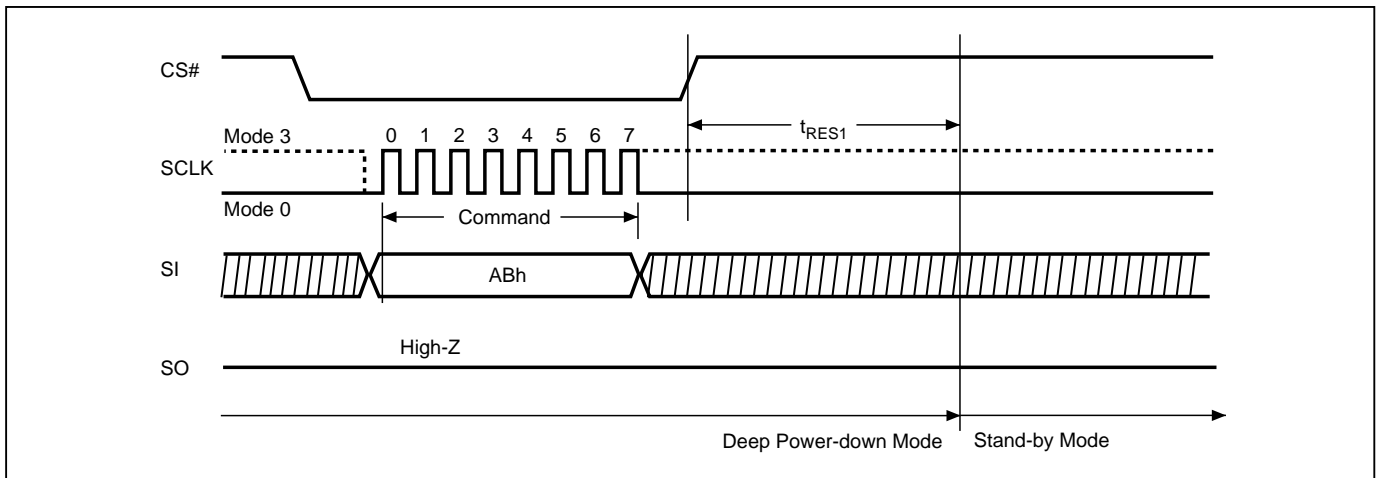 CS#
tRES1
Mode 3
0 1 2 3 4 5 6 7
SCLK
Mode 0
Command
SI
ABh
High-Z
SO
Deep Power-down Mode
Stand-by Mode